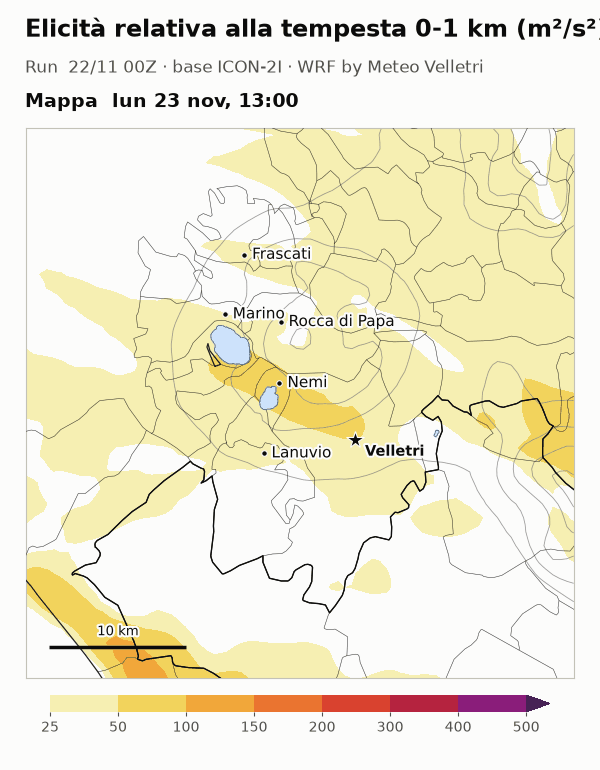 Elicità relativa alla tempesta 0-1 km (m²/s²)
Run  22/11 00Z · base ICON-2I · WRF by Meteo Velletri
Mappa  lun 23 nov, 13:00
Frascati
Marino
Rocca di Papa
Nemi
Velletri
Lanuvio
10 km
25 50 100 150 200 300 400 500